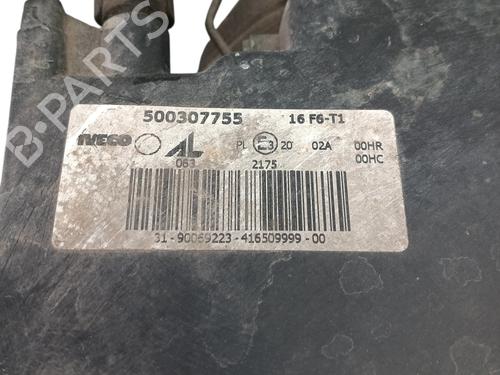 500307755 16 F6-T1
IVECO AL PL E3 20 02A 00HR
063 2175 00HC
31-90069223-416509999-00
B-PARTS